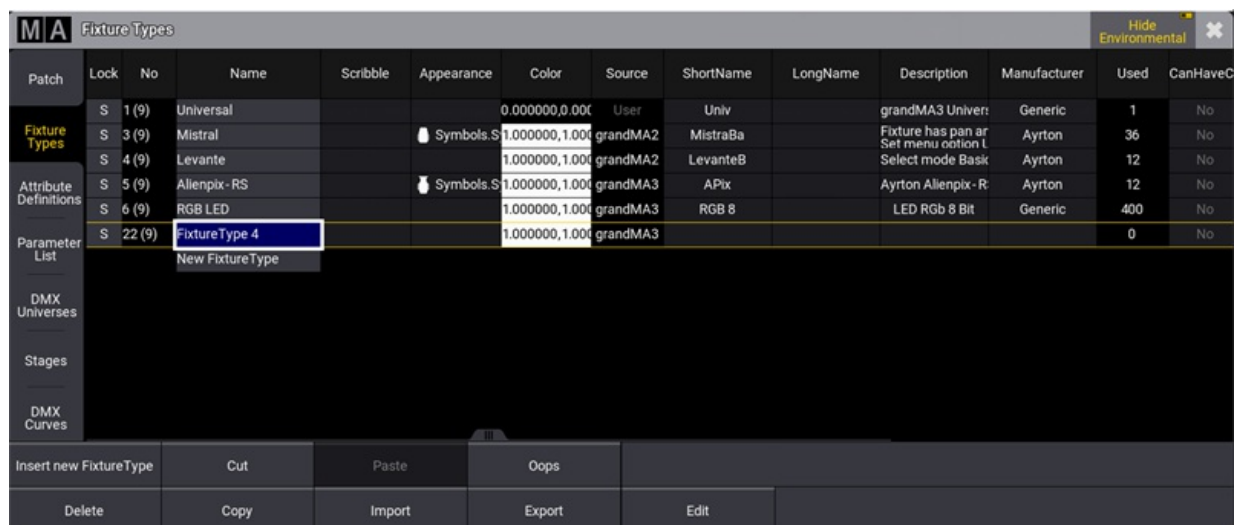 MA Fixture Types Hide Environmental
Patch Lock No Name Scribble Appearance Color Source ShortName LongName Description Manufacturer Used CanHaveC
S 1 (9) Universal 0.000000,0.000 User Univ grandMA3 Univer Generic 1 No
Fixture Types
S 3 (9) Mistral Symbols.S 1.000000,1.000 grandMA2 MistraBa Fixture has pan ar Set menu option U Ayrton 36 No
S 4 (9) Levante 1.000000,1.000 grandMA2 LevanteB Select mode Basic Ayrton 12 No
Attribute Definitions
S 5 (9) Alienpix-RS Symbols.S 1.000000,1.000 grandMA3 APix Ayrton Alienpix-R Ayrton 12 No
S 6 (9) RGB LED 1.000000,1.000 grandMA3 RGB 8 LED RGb 8 Bit Generic 400 No
Parameter List
S 22 (9) FixtureType 4 1.000000,1.000 grandMA3 0 No
New FixtureType
DMX Universes
Stages
DMX Curves
Insert new FixtureType Cut Paste Oops
Delete Copy Import Export Edit